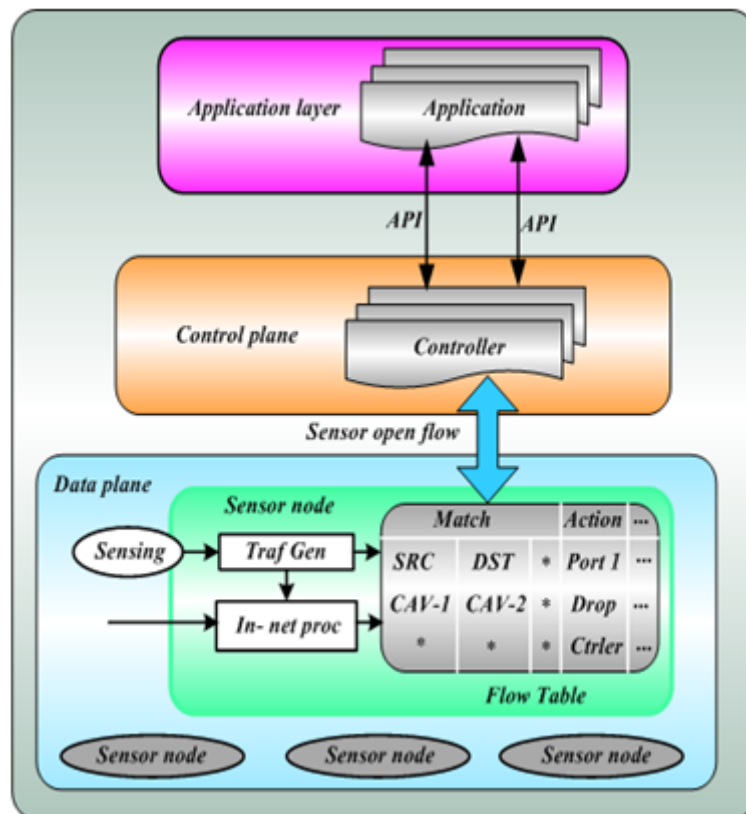 Application layer
Application
API
API
Control plane
Controller
Sensor open flow
Data plane
Sensor node
Match Action ...
Sensing
Traf Gen
SRC DST * Port 1 ...
In- net proc
CAV-1 CAV-2 * Drop ...
* * * Ctrler ...
Flow Table
Sensor node
Sensor node
Sensor node